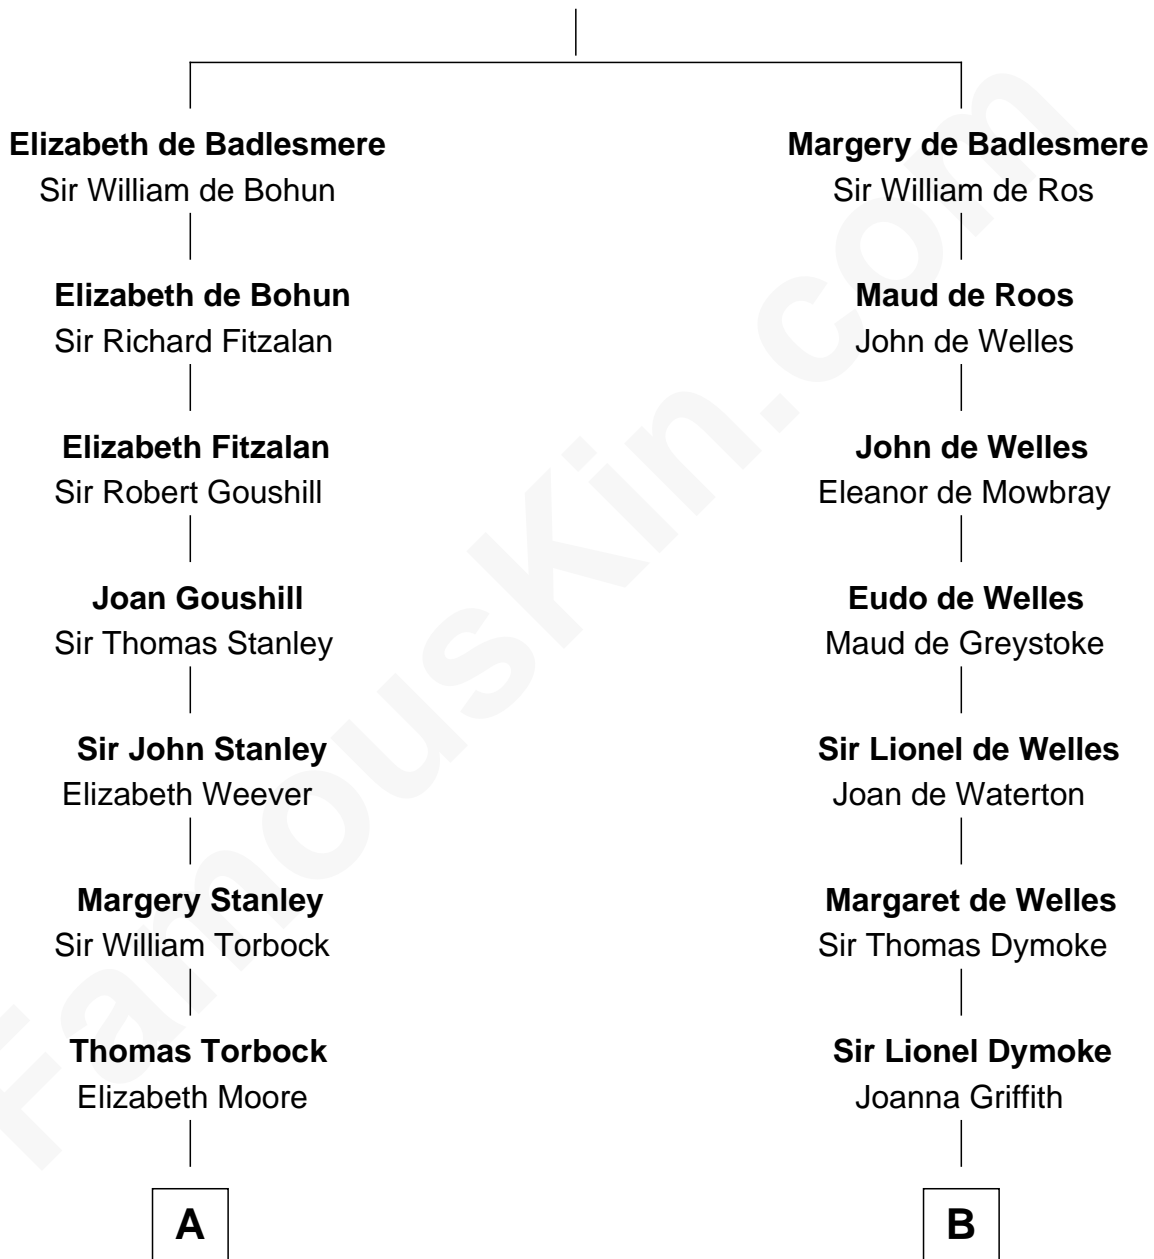 Elizabeth de Badlesmere
Sir William de Bohun
Elizabeth de Bohun
Sir Richard Fitzalan
Elizabeth Fitzalan
Sir Robert Goushill
Joan Goushill
Sir Thomas Stanley
Sir John Stanley
Elizabeth Weever
Margery Stanley
Sir William Torbock
Thomas Torbock
Elizabeth Moore
A
Margery de Badlesmere
Sir William de Ros
Maud de Roos
John de Welles
John de Welles
Eleanor de Mowbray
Eudo de Welles
Maud de Greystoke
Sir Lionel de Welles
Joan de Waterton
Margaret de Welles
Sir Thomas Dymoke
Sir Lionel Dymoke
Joanna Griffith
B
FamousKin.com